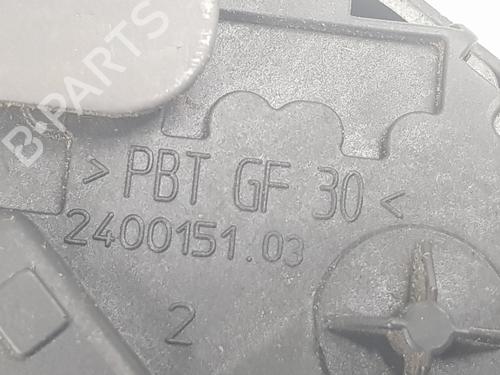 B-PARTS
> PBT GF 30 <
2400151.03
2